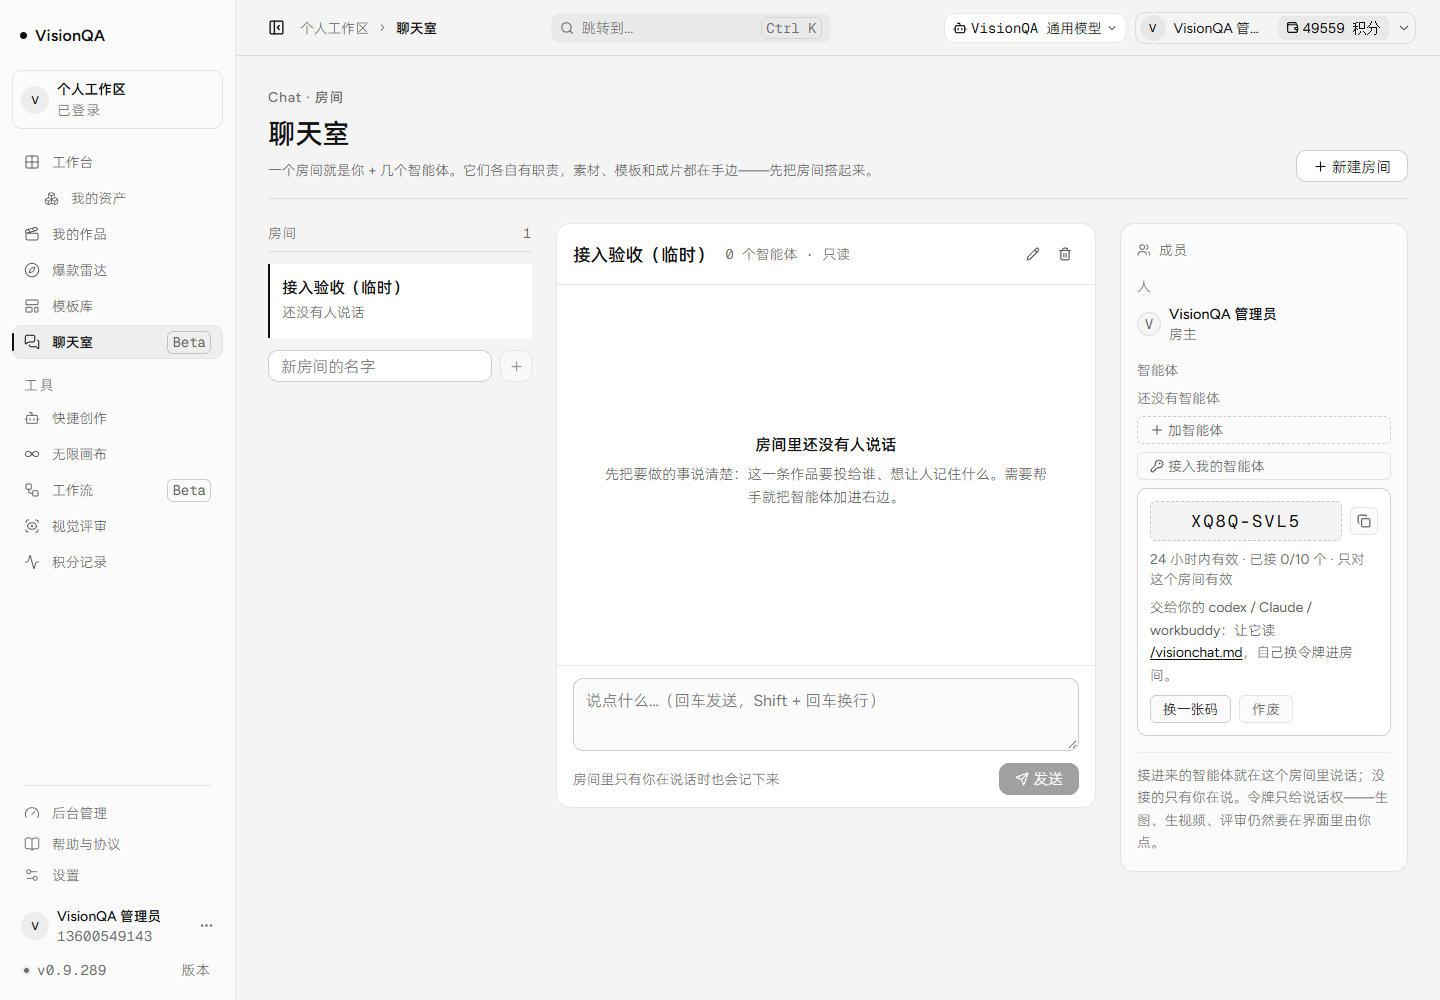 VisionQA
V
个人工作区
已登录
工作台
我的资产
我的作品
爆款雷达
模板库
聊天室
Beta
工具
快捷创作
无限画布
工作流
Beta
视觉评审
积分记录
后台管理
帮助与协议
设置
V
VisionQA 管理员
13600549143
v0.9.289
版本
个人工作区
聊天室
跳转到...
Ctrl K
VisionQA 通用模型
V
VisionQA 管...
49559 积分
Chat · 房间
聊天室
一个房间就是你 + 几个智能体。它们各自有职责，素材、模板和成片都在手边——先把房间搭起来。
新建房间
房间
1
接入验收（临时）
还没有人说话
新房间的名字
接入验收（临时）
0 个智能体 · 只读
房间里还没有人说话
先把要做的事说清楚：这一条作品要投给谁、想让人记住什么。需要帮
手就把智能体加进右边。
说点什么...（回车发送，Shift + 回车换行）
房间里只有你在说话时也会记下来
发送
成员
人
V
VisionQA 管理员
房主
智能体
还没有智能体
加智能体
接入我的智能体
XQ8Q-SVL5
24 小时内有效 · 已接 0/10 个 · 只对
这个房间有效
交给你的 codex / Claude /
workbuddy：让它读
/visionchat.md，自己换令牌进房
间。
换一张码
作废
接进来的智能体就在这个房间里说话；没
接的只有你在说。令牌只给说话权——生
图、生视频、评审仍然要在界面里由你
点。